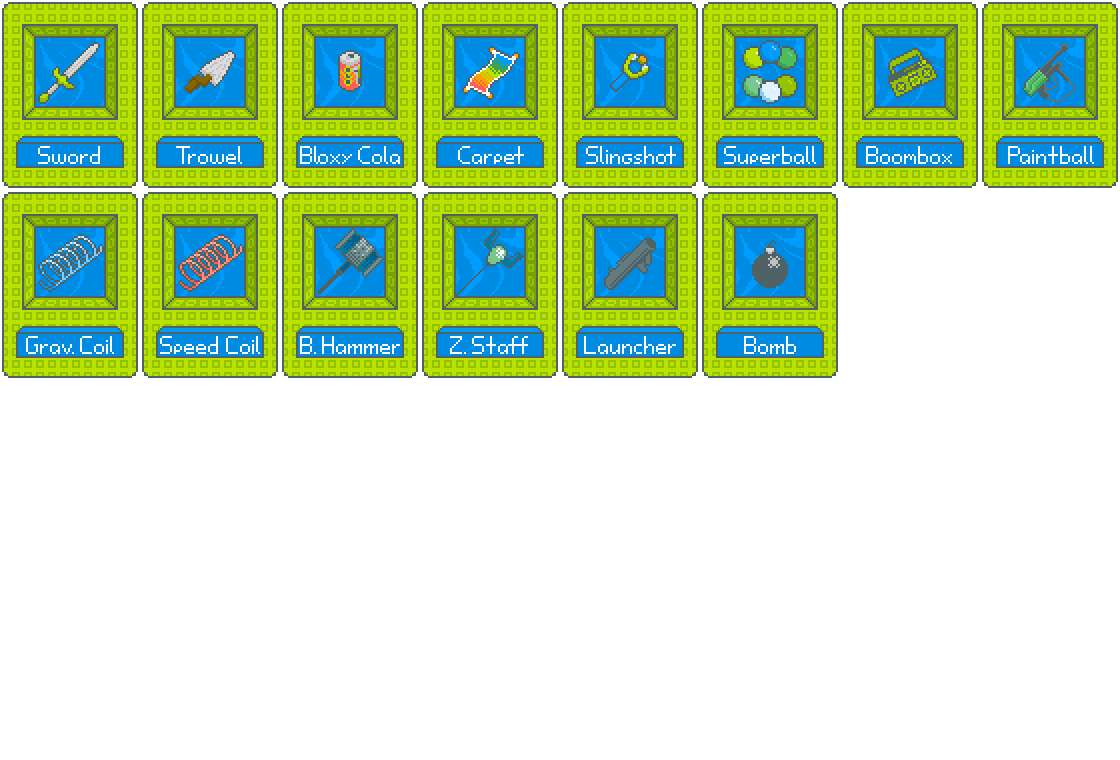 Sword
Trowel
Bloxy Cola
Carpet
Slingshot
Superball
Boombox
Paintball
Grav. Coil
Speed Coil
B. Hammer
Z. Staff
Launcher
Bomb